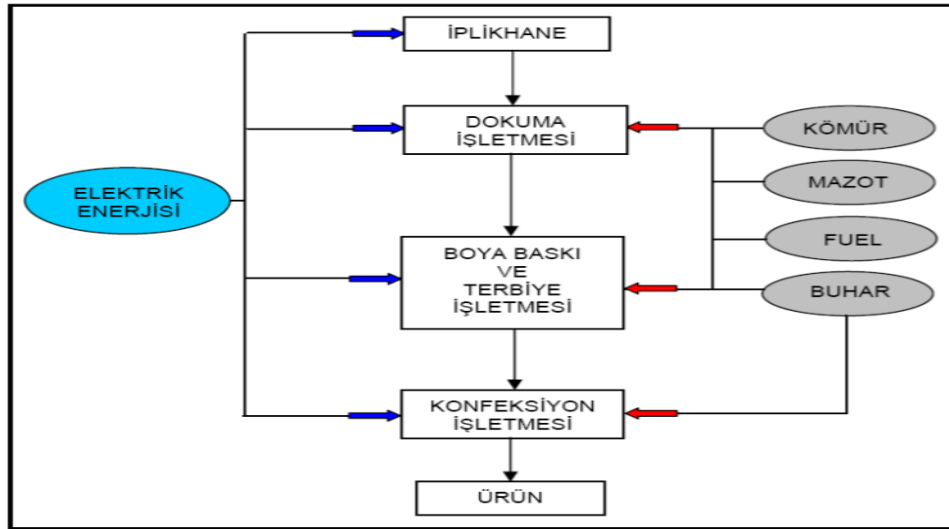 İPLİKHANE
DOKUMA
İŞLETMESİ
KÖMÜR
MAZOT
ELEKTRİK
ENERJİSİ
FUEL
BOYA BASKI
VE
TERBİYE
İŞLETMESİ
BUHAR
KONFEKSİYON
İŞLETMESİ
ÜRÜN